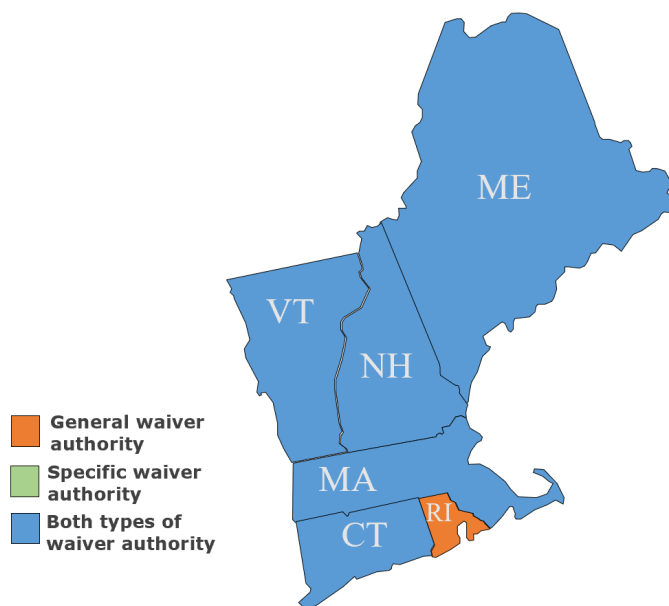 ME
VT
NH
General waiver
authority
Specific waiver
authority
MA
RI
Both types of
waiver authority
CT